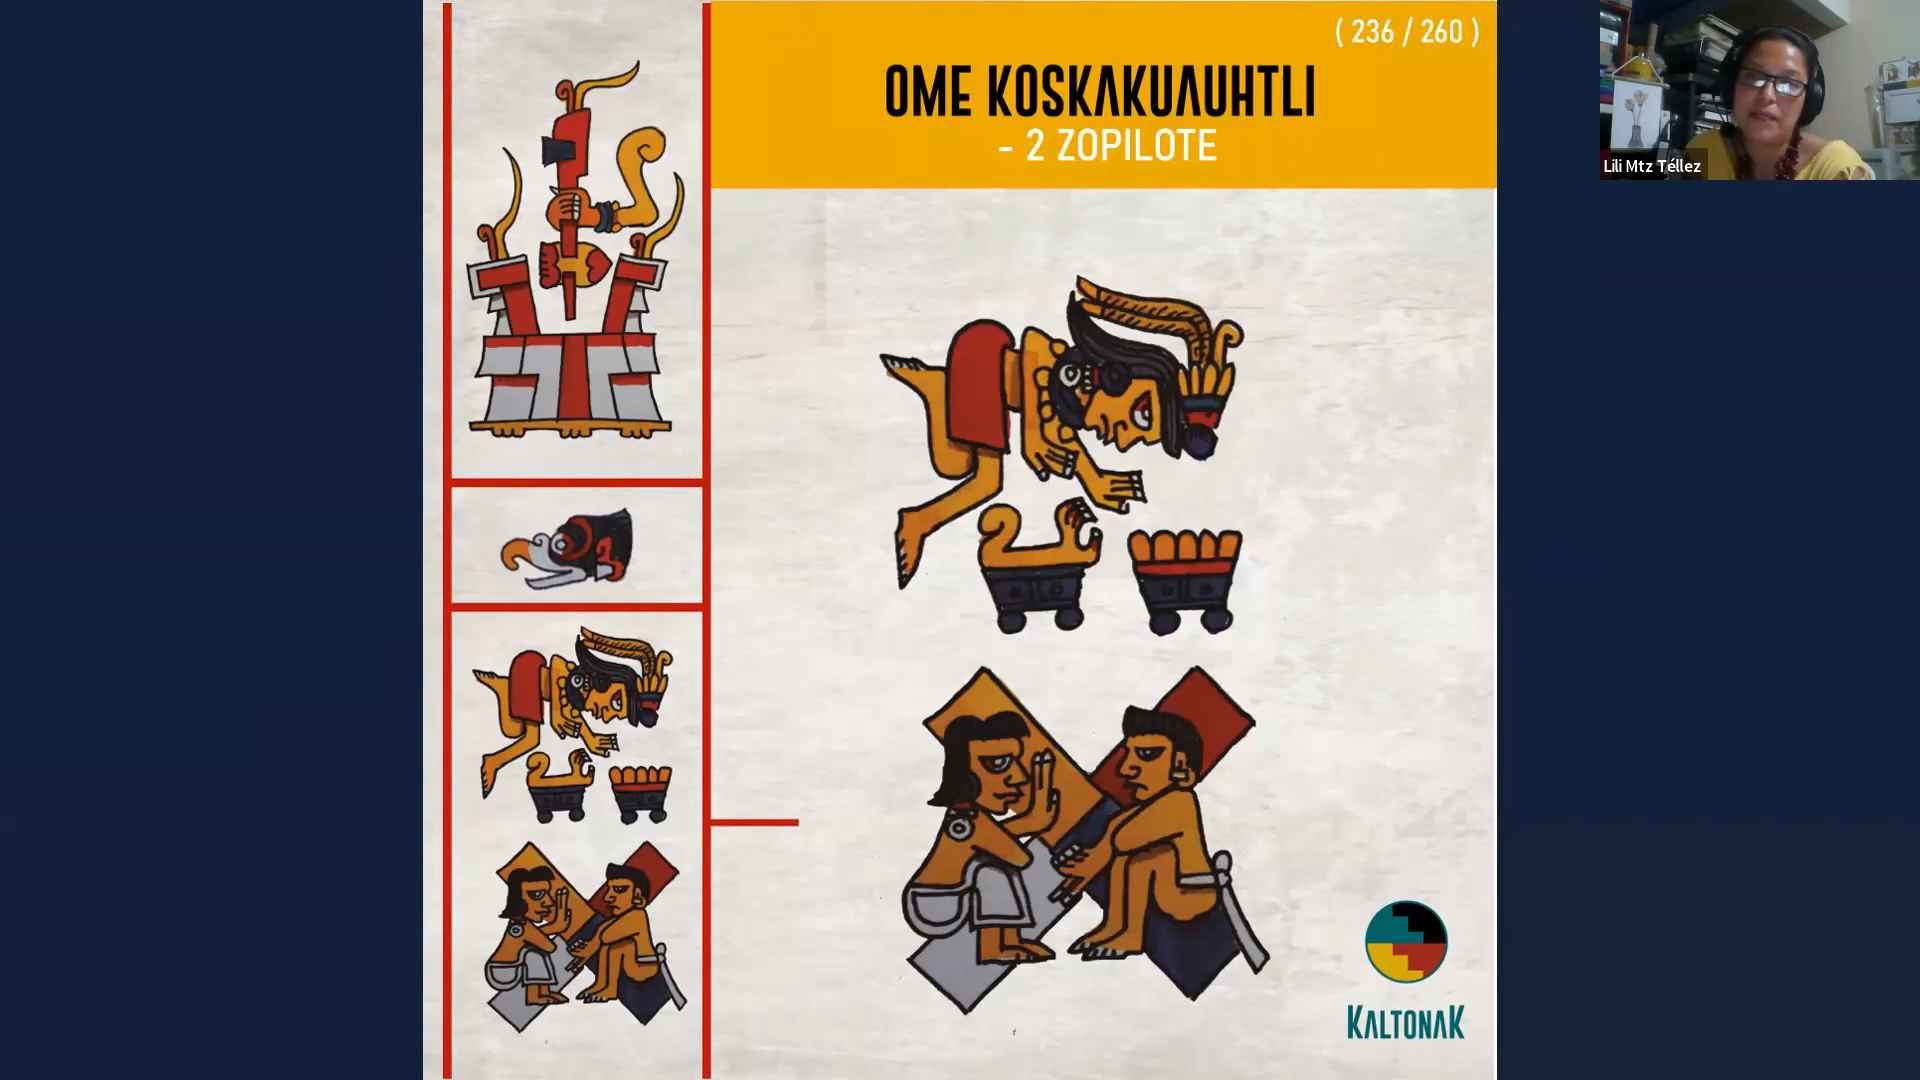 ( 236 / 260 )
OME KOSKAKUAUHTLI
- 2 ZOPILOTE
Lili Mtz Téllez
KALTONAK